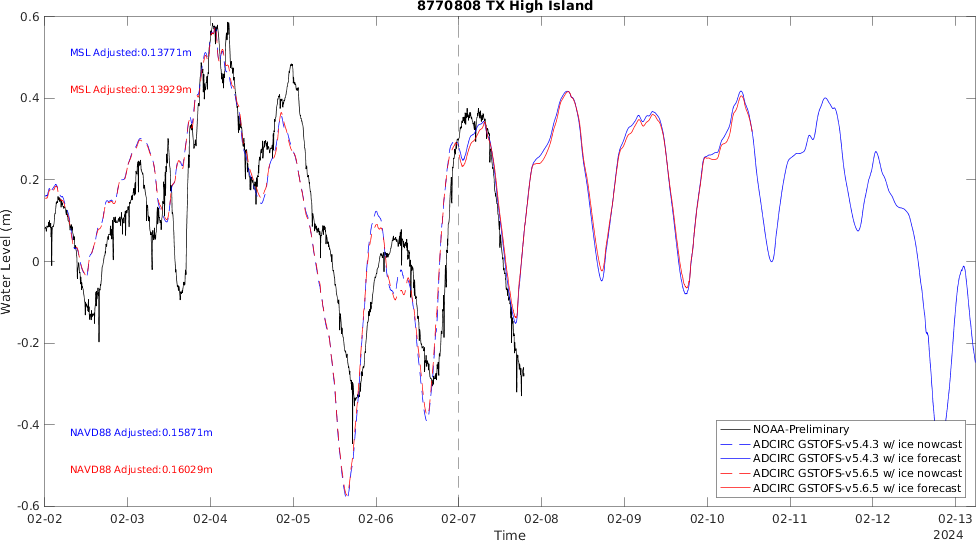 8770808 TX High Island
0.6
0.4
0.2
0
-0.2
-0.4
-0.6
Water Level (m)
MSL Adjusted:0.13771m
MSL Adjusted:0.13929m
NAVD88 Adjusted:0.15871m
NAVD88 Adjusted:0.16029m
NOAA-Preliminary
ADCIRC GSTOFS-v5.4.3 w/ ice nowcast
ADCIRC GSTOFS-v5.4.3 w/ ice forecast
ADCIRC GSTOFS-v5.6.5 w/ ice nowcast
ADCIRC GSTOFS-v5.6.5 w/ ice forecast
02-02 02-03 02-04 02-05 02-06 02-07 02-08 02-09 02-10 02-11 02-12 02-13
Time
2024